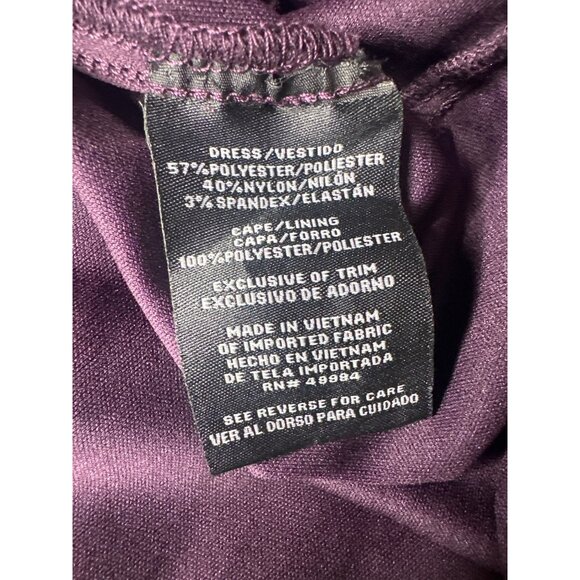 DRESS/VESTIDO
57%POLYESTER/POLIESTER
40%NYLON/NILÓN
3%SPANDEX/ELASTÁN
CAPE/LINING
CAPA/FORRO
100%POLYESTER/POLIESTER
EXCLUSIVE OF TRIM
EXCLUSIVO DE ADORNO
MADE IN VIETNAM
OF IMPORTED FABRIC
HECHO EN VIETNAM
DE TELA IMPORTADA
RN# 49994
SEE REVERSE FOR CARE
VER AL DORSO PARA CUIDADO